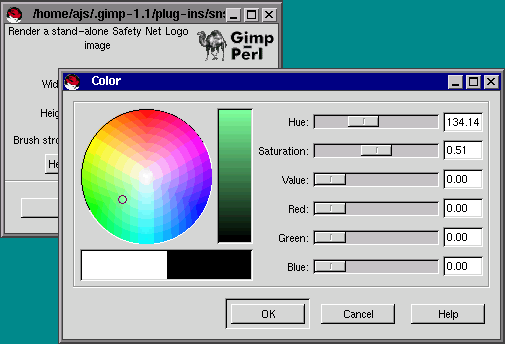 /home/ajs/.gimp-1.1/plug-ins/sns
Render a stand-alone Safety Net Logo
image
Gimp
-
Perl
Wid
Heig
Brush stro
He
Color
Hue: 134.14
Saturation: 0.51
Value: 0.00
Red: 0.00
Green: 0.00
Blue: 0.00
OK Cancel Help